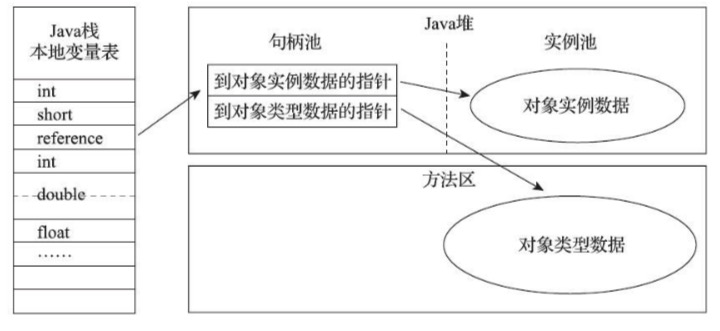 Java栈
本地变量表
int
short
reference
int
double
float
……
Java堆
句柄池
实例池
到对象实例数据的指针
到对象类型数据的指针
对象实例数据
方法区
对象类型数据